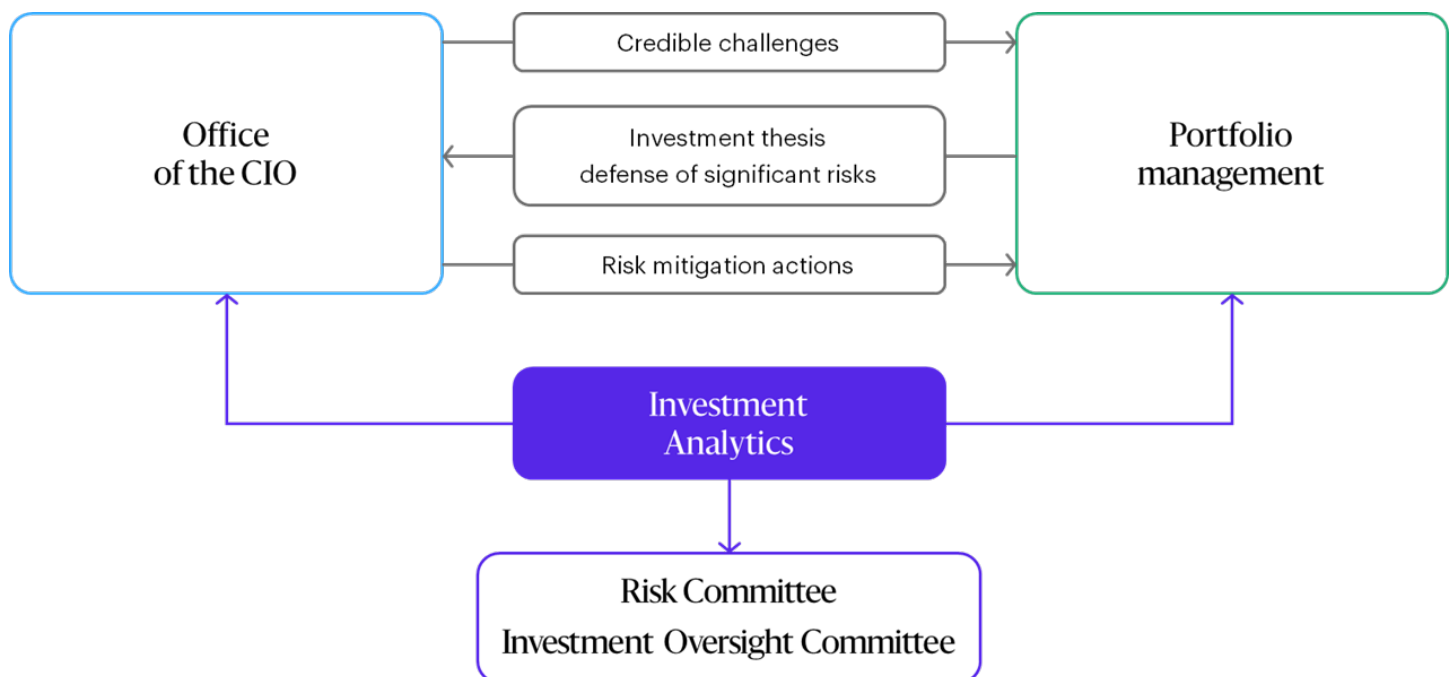 Credible challenges
Office
of the CIO
Investment thesis
defense of significant risks
Portfolio
management
Risk mitigation actions
Investment
Analytics
Risk Committee
Investment Oversight Committee